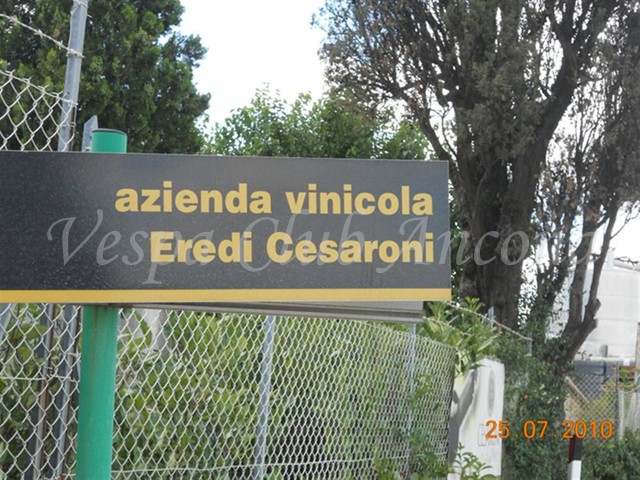 azienda vinicola
Eredi Cesaroni
Vespa Club Ancona
25 07 2010